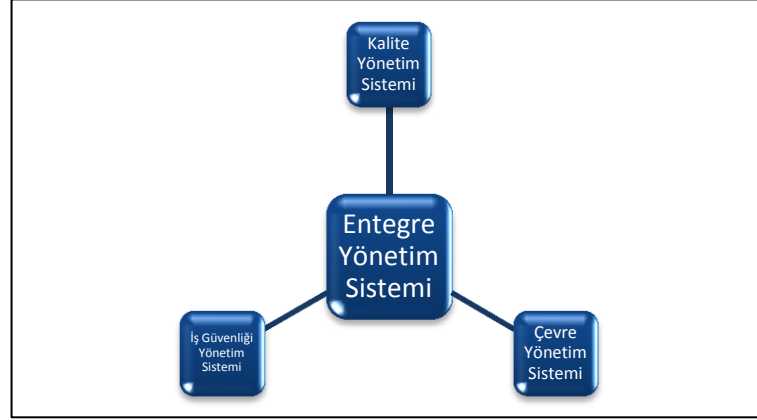 Kalite
Yönetim
Sistemi
Entegre
Yönetim
Sistemi
İş Güvenliği
Yönetim
Sistemi
Çevre
Yönetim
Sistemi